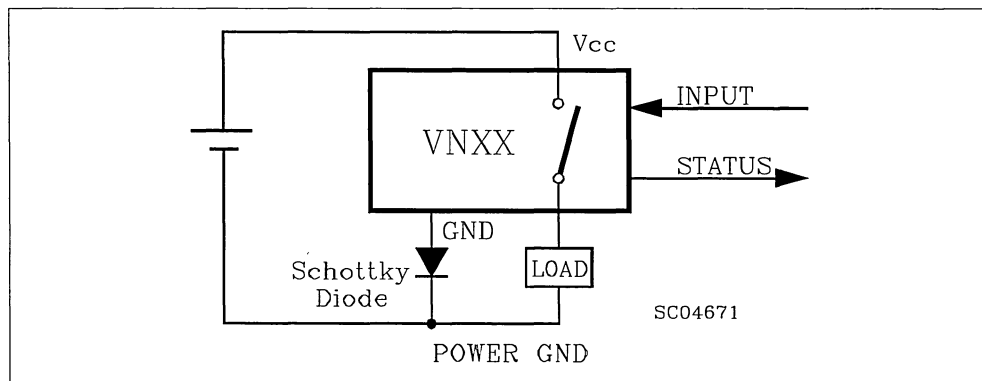 Vcc
INPUT
VNXX
STATUS
GND
Schottky
Diode
LOAD
SC04671
POWER GND